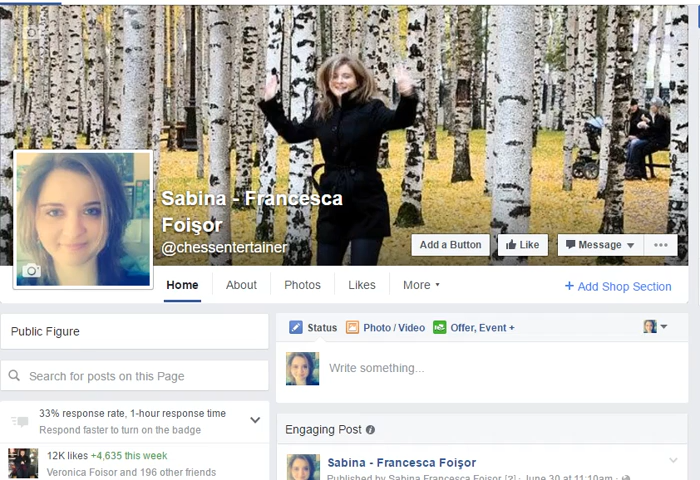 Sabina - Francesca
Foişor
@chessentertainer
Add a Button
Like
Message
Home
About
Photos
Likes
More
+ Add Shop Section
Public Figure
Search for posts on this Page
33% response rate, 1-hour response time
Respond faster to turn on the badge
12K likes +4,635 this week
Veronica Foisor and 196 other friends
Status
Photo / Video
Offer, Event +
Write something...
Engaging Post
Sabina - Francesca Foişor
Published by Sabina Francesca Foisor [?] · June 30 at 11:10am ·